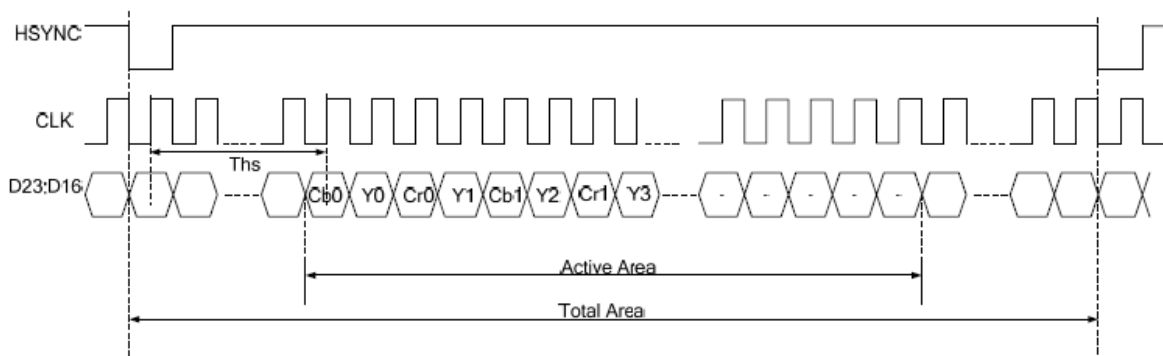 HSYNC
CLK
Ths
D23:D16
Cb0 Y0 Cr0 Y1 Cb1 Y2 Cr1 Y3 - - - - -
Active Area
Total Area